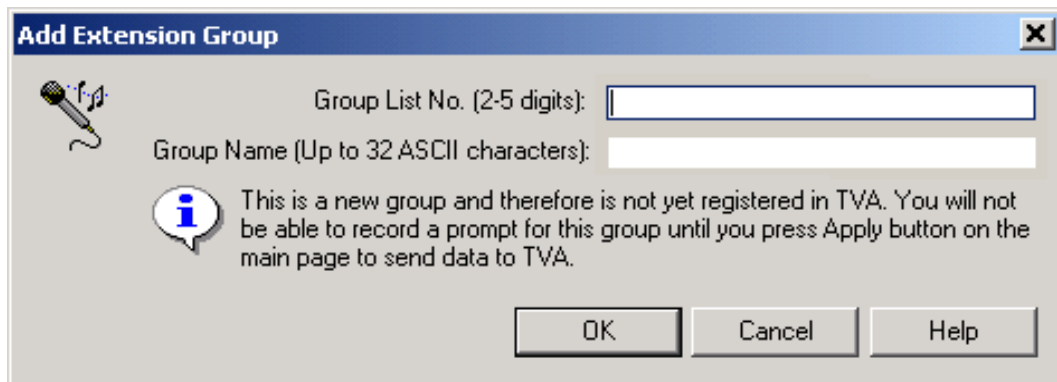 Add Extension Group
Group List No. (2-5 digits):
Group Name (Up to 32 ASCII characters):
This is a new group and therefore is not yet registered in TVA. You will not
be able to record a prompt for this group until you press Apply button on the
main page to send data to TVA.
OK Cancel Help